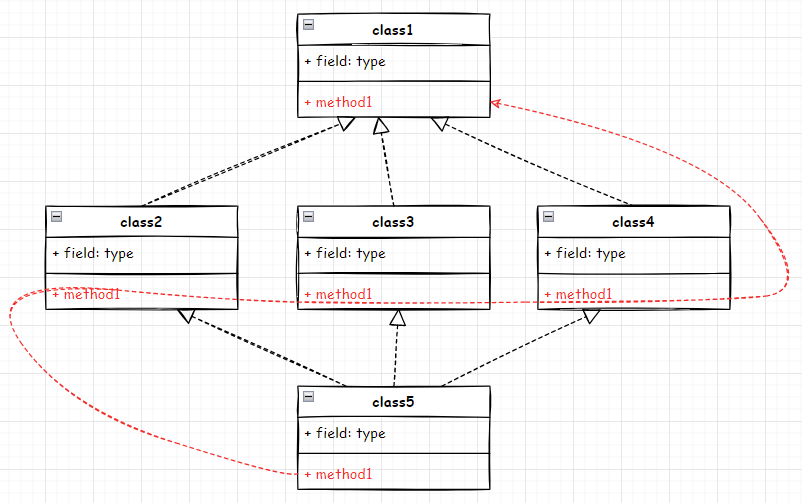 class1
+ field: type
+ method1
class2
+ field: type
+ method1
class3
+ field: type
+ method1
class4
+ field: type
+ method1
class5
+ field: type
+ method1